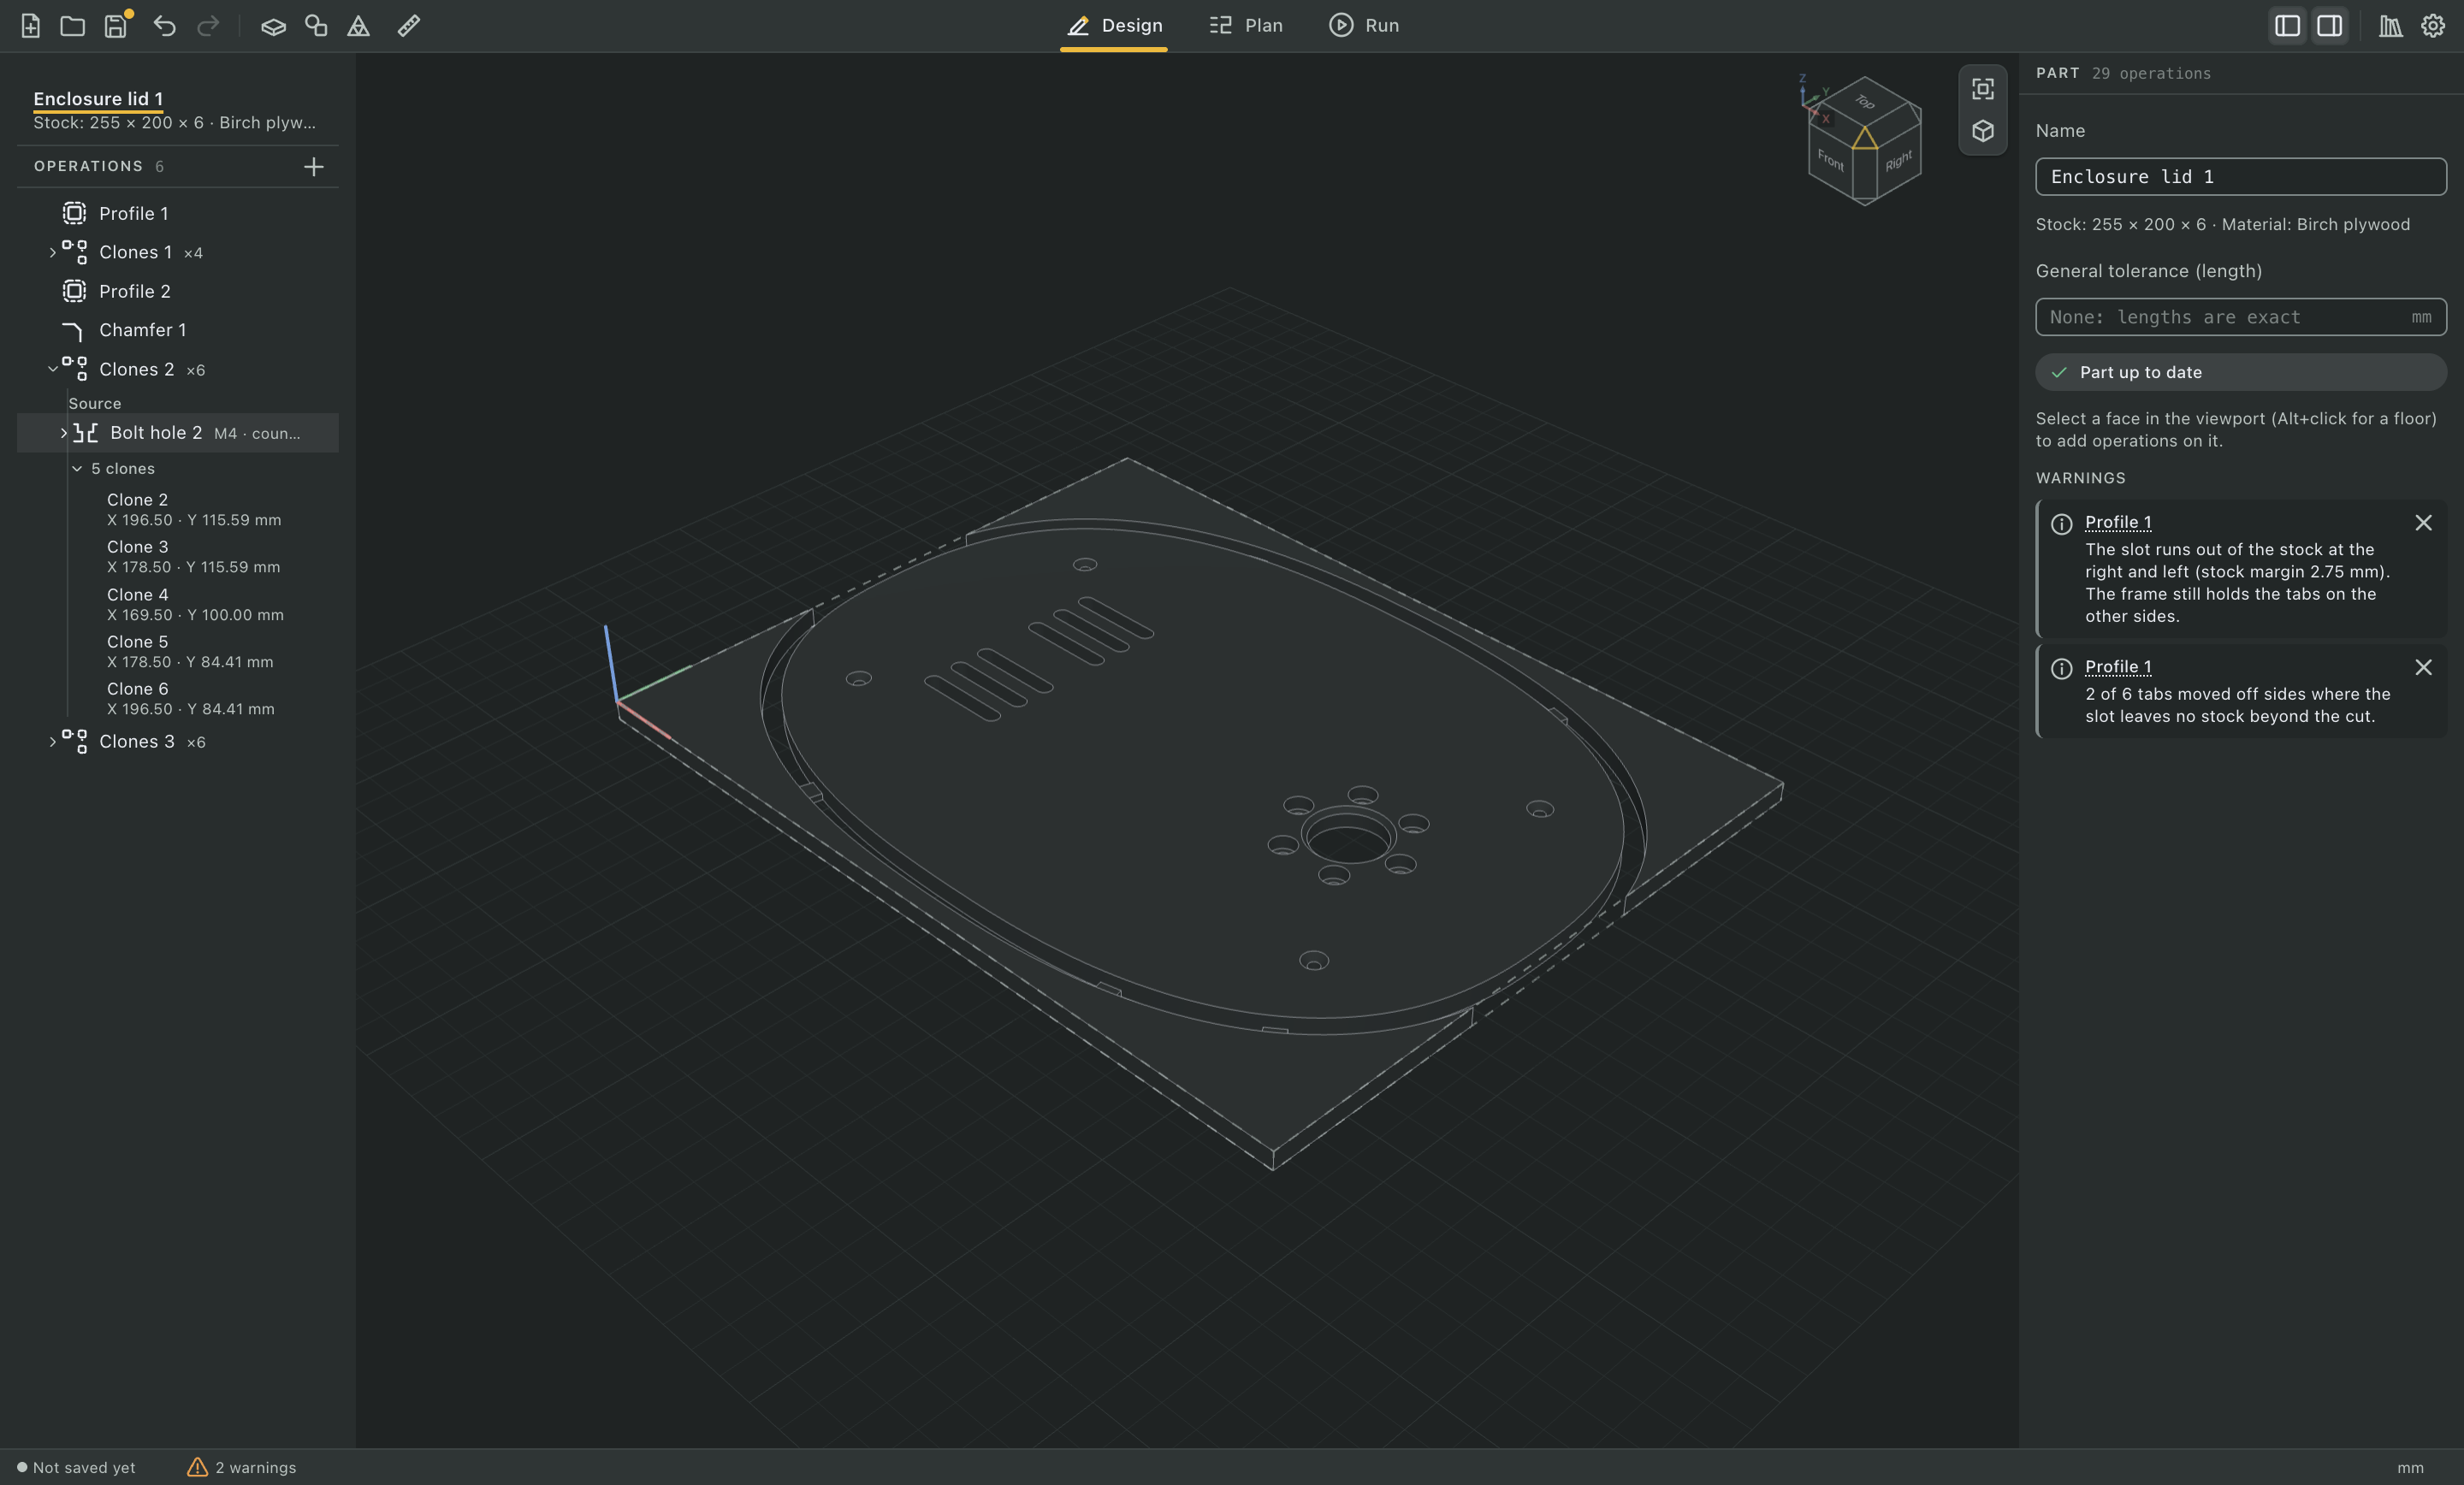 Design
Plan
Run
Enclosure lid 1
Stock: 255 × 200 × 6 · Birch plyw...
OPERATIONS 6
Profile 1
Clones 1 ×4
Profile 2
Chamfer 1
Clones 2 ×6
Source
Bolt hole 2 M4 · coun...
5 clones
Clone 2
X 196.50 · Y 115.59 mm
Clone 3
X 178.50 · Y 115.59 mm
Clone 4
X 169.50 · Y 100.00 mm
Clone 5
X 178.50 · Y 84.41 mm
Clone 6
X 196.50 · Y 84.41 mm
Clones 3 ×6
Z
Y
X
Top
Front
Right
PART 29 operations
Name
Enclosure lid 1
Stock: 255 × 200 × 6 · Material: Birch plywood
General tolerance (length)
None: lengths are exact mm
Part up to date
Select a face in the viewport (Alt+click for a floor)
to add operations on it.
WARNINGS
Profile 1
The slot runs out of the stock at the
right and left (stock margin 2.75 mm).
The frame still holds the tabs on the
other sides.
Profile 1
2 of 6 tabs moved off sides where the
slot leaves no stock beyond the cut.
Not saved yet
2 warnings
mm